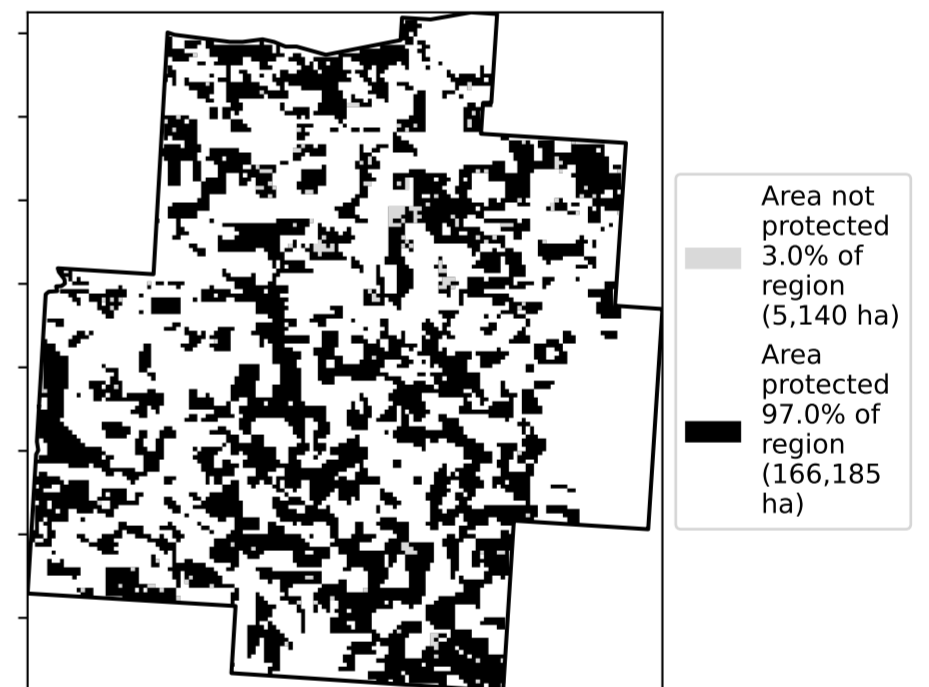 Area not
protected
3.0% of
region
(5,140 ha)
Area
protected
97.0% of
region
(166,185
ha)